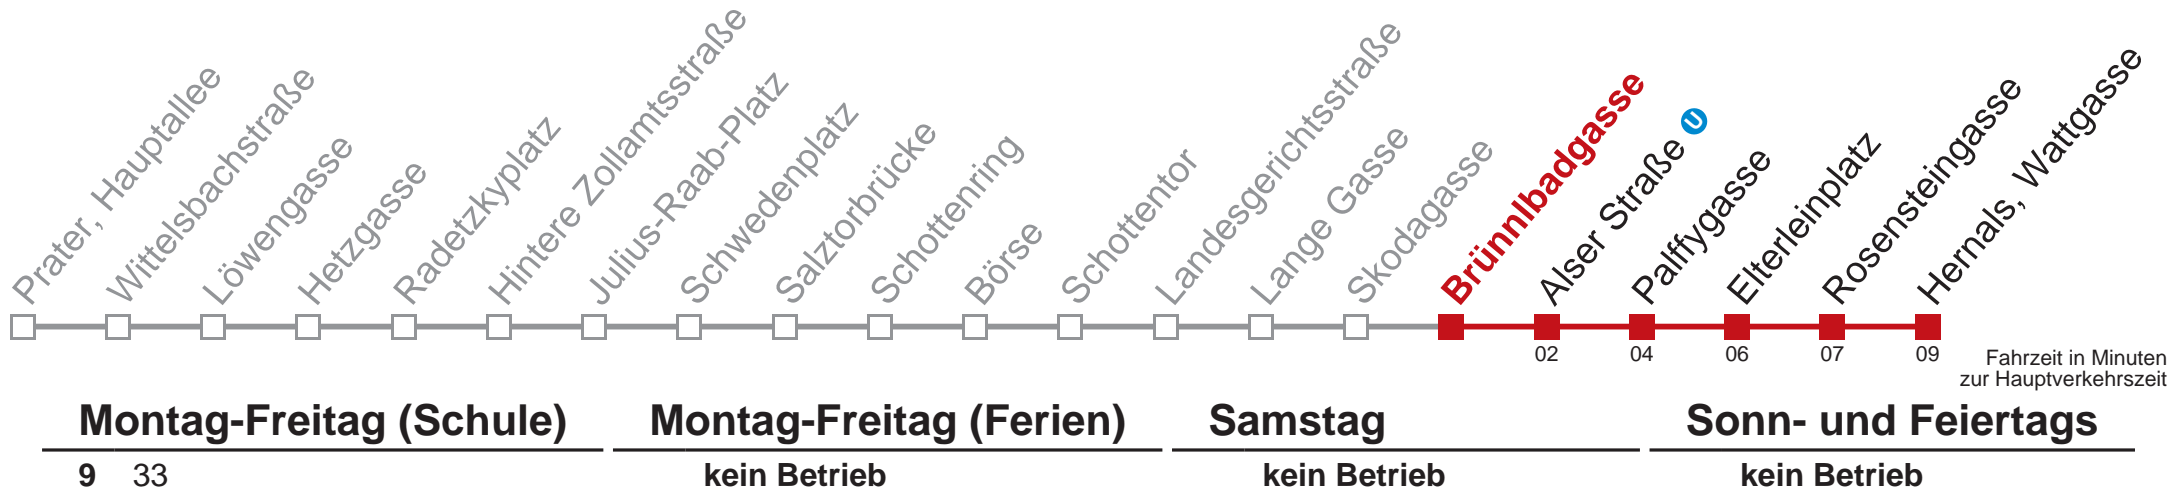 Prater, Hauptallee
Wittelsbachstraße
Löwengasse
Hetzgasse
Radetzkyplatz
Hintere Zollamtsstraße
Julius-Raab-Platz
Schwedenplatz
Salztorbrücke
Schottenring
Börse
Schottentor
Landesgerichtsstraße
Lange Gasse
Skodagasse
Brünnlbadgasse
Alser Straße U
Palffygasse
Elterleinplatz
Rosensteingasse
Hernals, Wattgasse
02 04 06 07 09
Fahrzeit in Minuten
zur Hauptverkehrszeit
Montag-Freitag (Schule) Montag-Freitag (Ferien) Samstag Sonn- und Feiertags
9 33 kein Betrieb kein Betrieb kein Betrieb